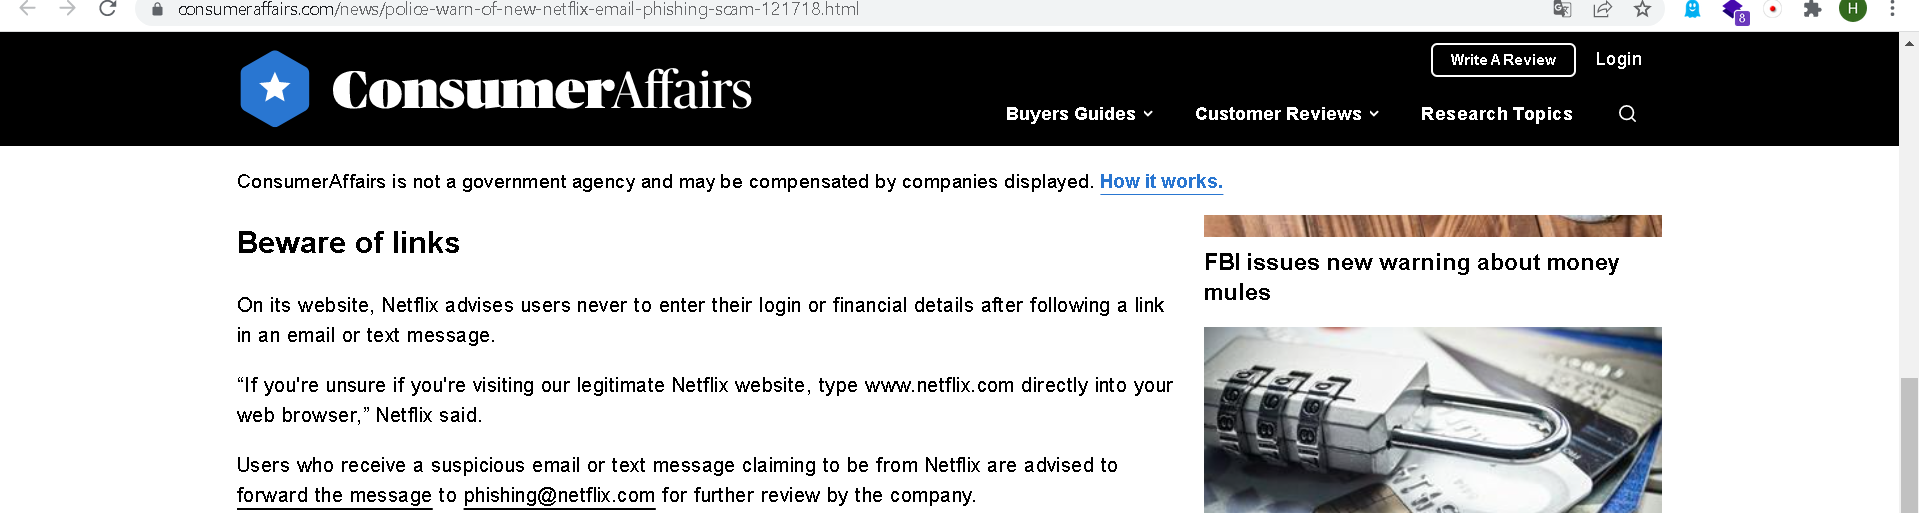 consumeraffairs.com/news/police-warn-of-new-netflix-email-phishing-scam-121718.html
8
H
Write A Review
Login
ConsumerAffairs
Buyers Guides
Customer Reviews
Research Topics
ConsumerAffairs is not a government agency and may be compensated by companies displayed. How it works.
Beware of links
On its website, Netflix advises users never to enter their login or financial details after following a link
in an email or text message.
“If you're unsure if you're visiting our legitimate Netflix website, type www.netflix.com directly into your
web browser,” Netflix said.
Users who receive a suspicious email or text message claiming to be from Netflix are advised to
forward the message to phishing@netflix.com for further review by the company.
FBI issues new warning about money
mules